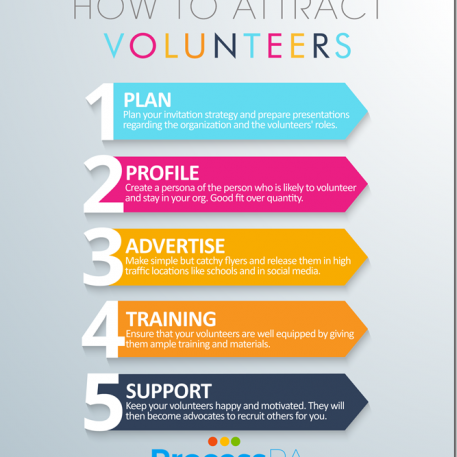 HOW TO ATTRACT
VOLUNTEERS
1 PLAN
Plan your invitation strategy and prepare presentations
regarding the organization and the volunteers' roles.
2 PROFILE
Create a persona of the person who is likely to volunteer
and stay in your org. Good fit over quantity.
3 ADVERTISE
Make simple but catchy flyers and release them in high
traffic locations like schools and in social media.
4 TRAINING
Ensure that your volunteers are well equipped by giving
them ample training and materials.
5 SUPPORT
Keep your volunteers happy and motivated. They will
then become advocates to recruit others for you.
ProcessPA